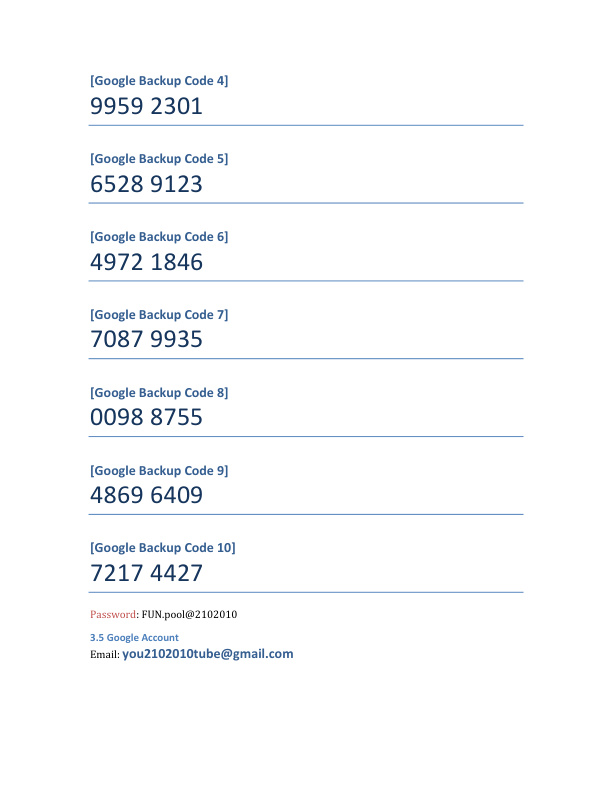 [Google Backup Code 4]
9959 2301
[Google Backup Code 5]
6528 9123
[Google Backup Code 6]
4972 1846
[Google Backup Code 7]
7087 9935
[Google Backup Code 8]
0098 8755
[Google Backup Code 9]
4869 6409
[Google Backup Code 10]
7217 4427
Password: FUN.pool@2102010
3.5 Google Account
Email: you2102010tube@gmail.com